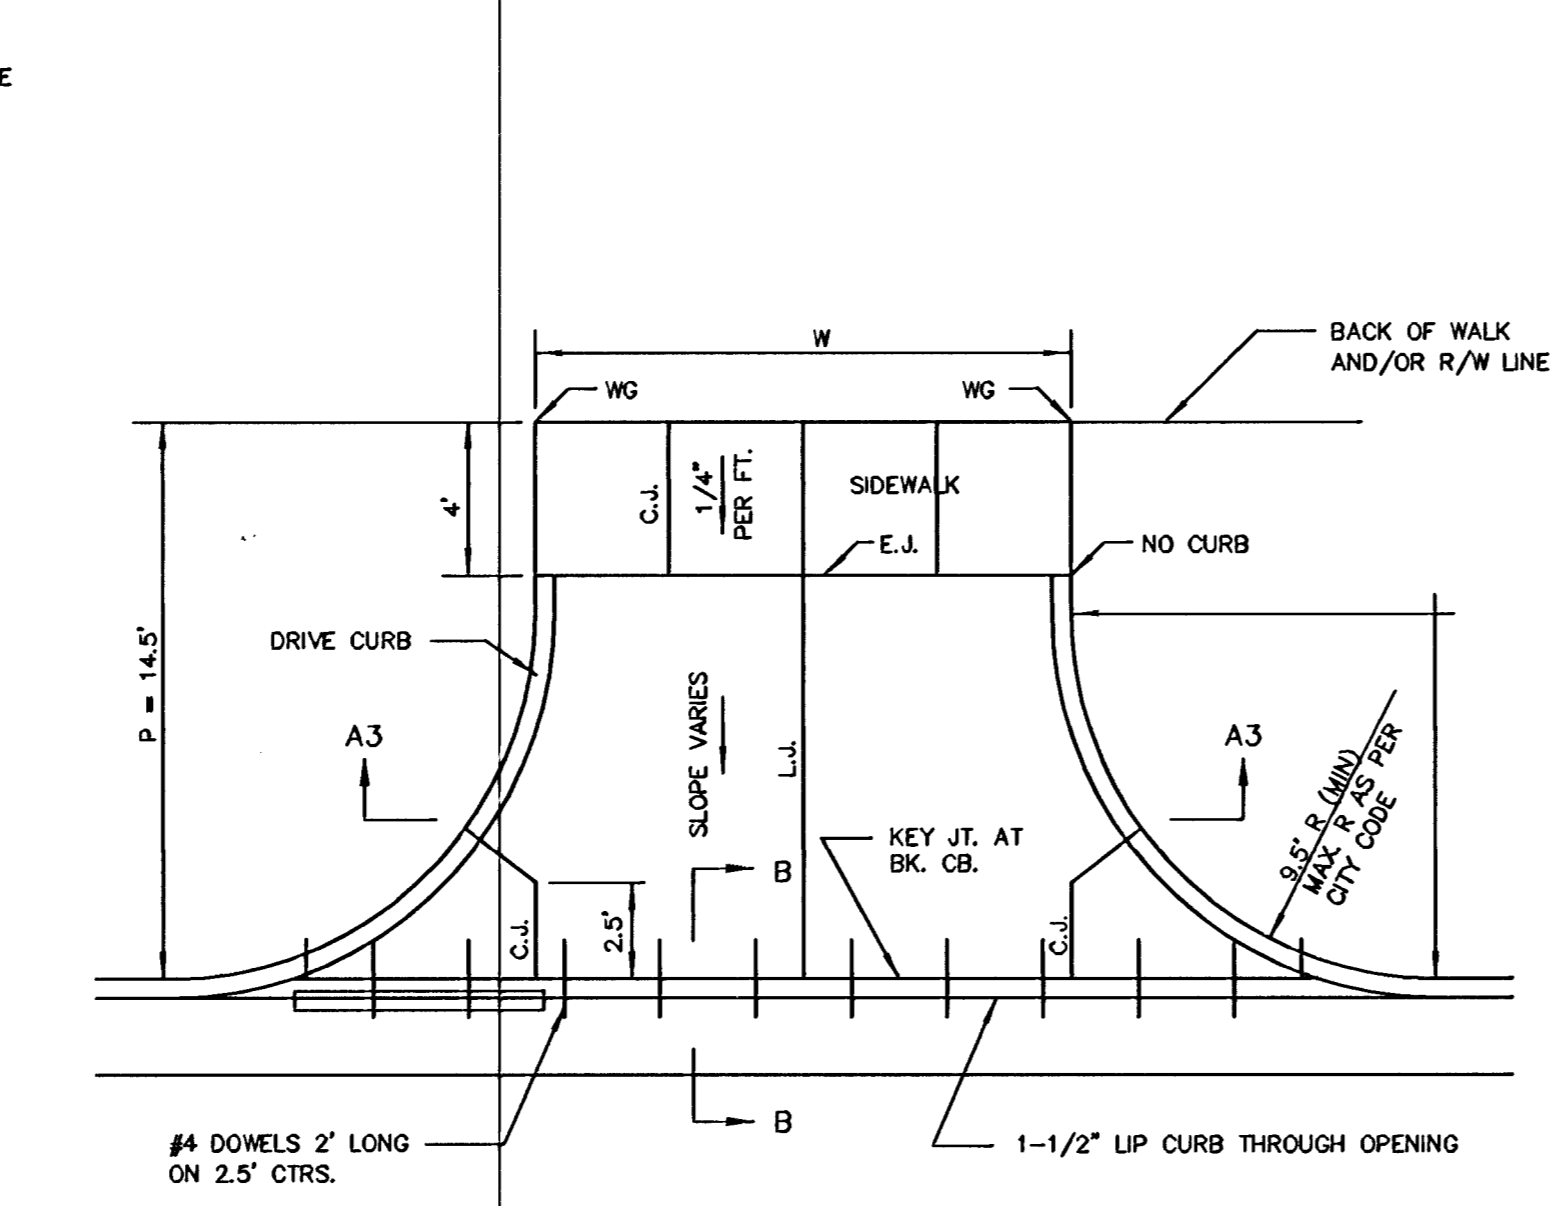 E
W
BACK OF WALK
AND/OR R/W LINE
WG
WG
4'
C.J.
1/4"
PER FT.
SIDEWALK
E.J.
NO CURB
DRIVE CURB
P = 14.5'
SLOPE VARIES
L.J.
A3
A3
9.5' R (MIN)
MAX. R AS PER
CITY CODE
KEY JT. AT
BK. CB.
B
C.J.
2.5'
C.J.
B
#4 DOWELS 2' LONG
ON 2.5' CTRS.
1-1/2" LIP CURB THROUGH OPENING